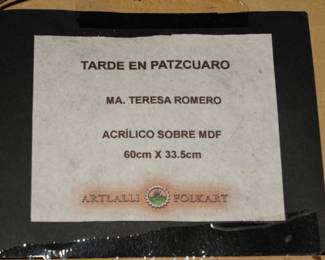 TARDE EN PATZCUARO
MA. TERESA ROMERO
ACRÍLICO SOBRE MDF
60cm X 33.5cm
ARTLALLI FOLKART